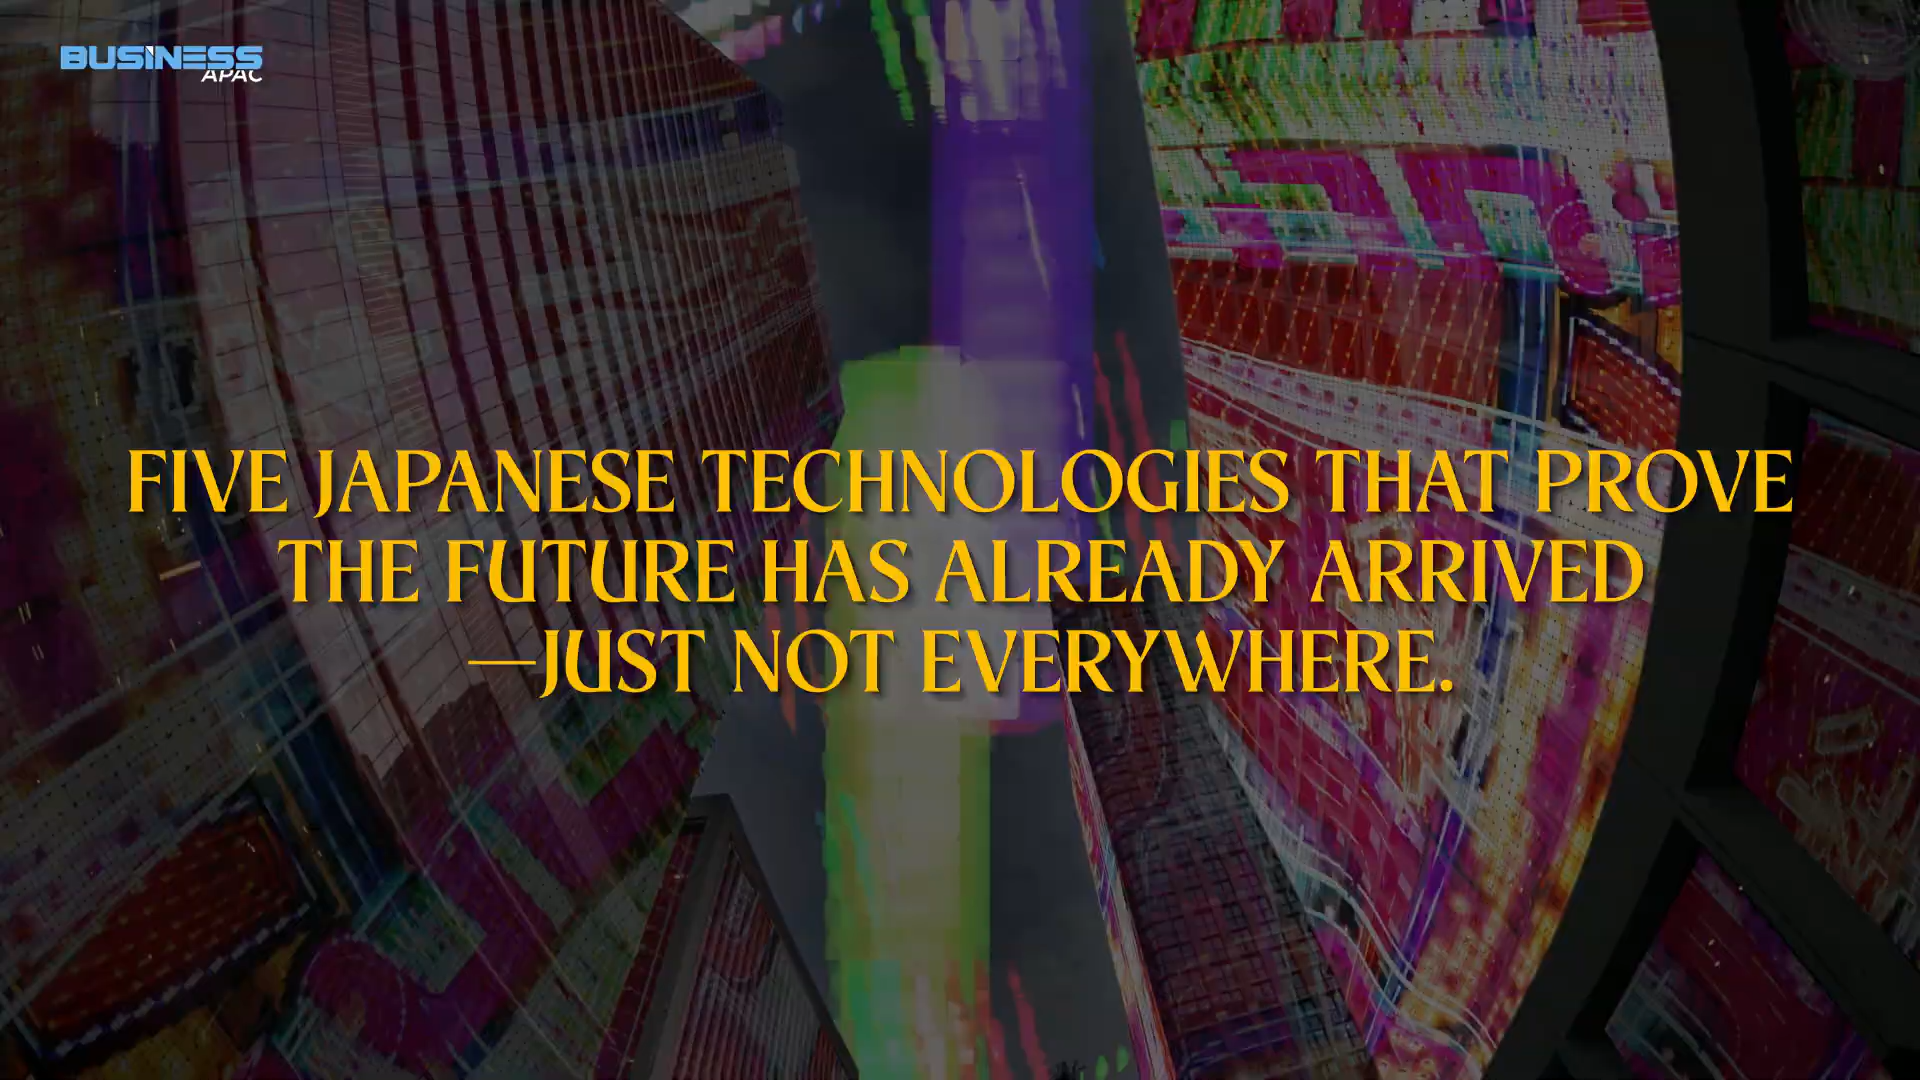 BUSINESS
APAC
FIVE JAPANESE TECHNOLOGIES THAT PROVE
THE FUTURE HAS ALREADY ARRIVED
—JUST NOT EVERYWHERE.